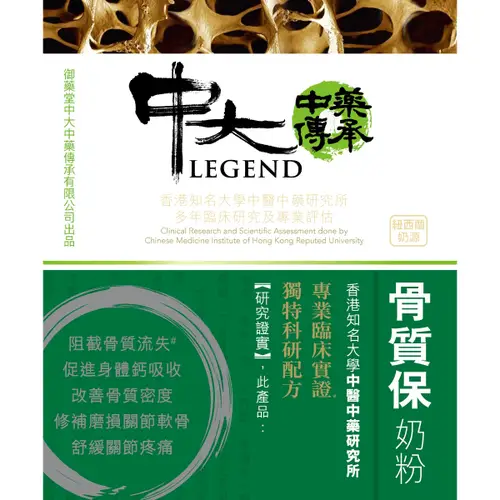 御藥堂中大中藥傳承有限公司出品
中大
中藥
傳承
LEGEND
香港知名大學中醫中藥研究所
多年臨床研究及專業評估
Clinical Research and Scientific Assessment done by
Chinese Medicine Institute of Hong Kong Reputed University
紐西蘭
奶源
骨質保奶粉
香港知名大學中醫中藥研究所
專業臨床實證。
獨特科研配方
【研究證實】，此產品：
阻截骨質流失#
促進身體鈣吸收
改善骨質密度
修補磨損關節軟骨
舒緩關節疼痛